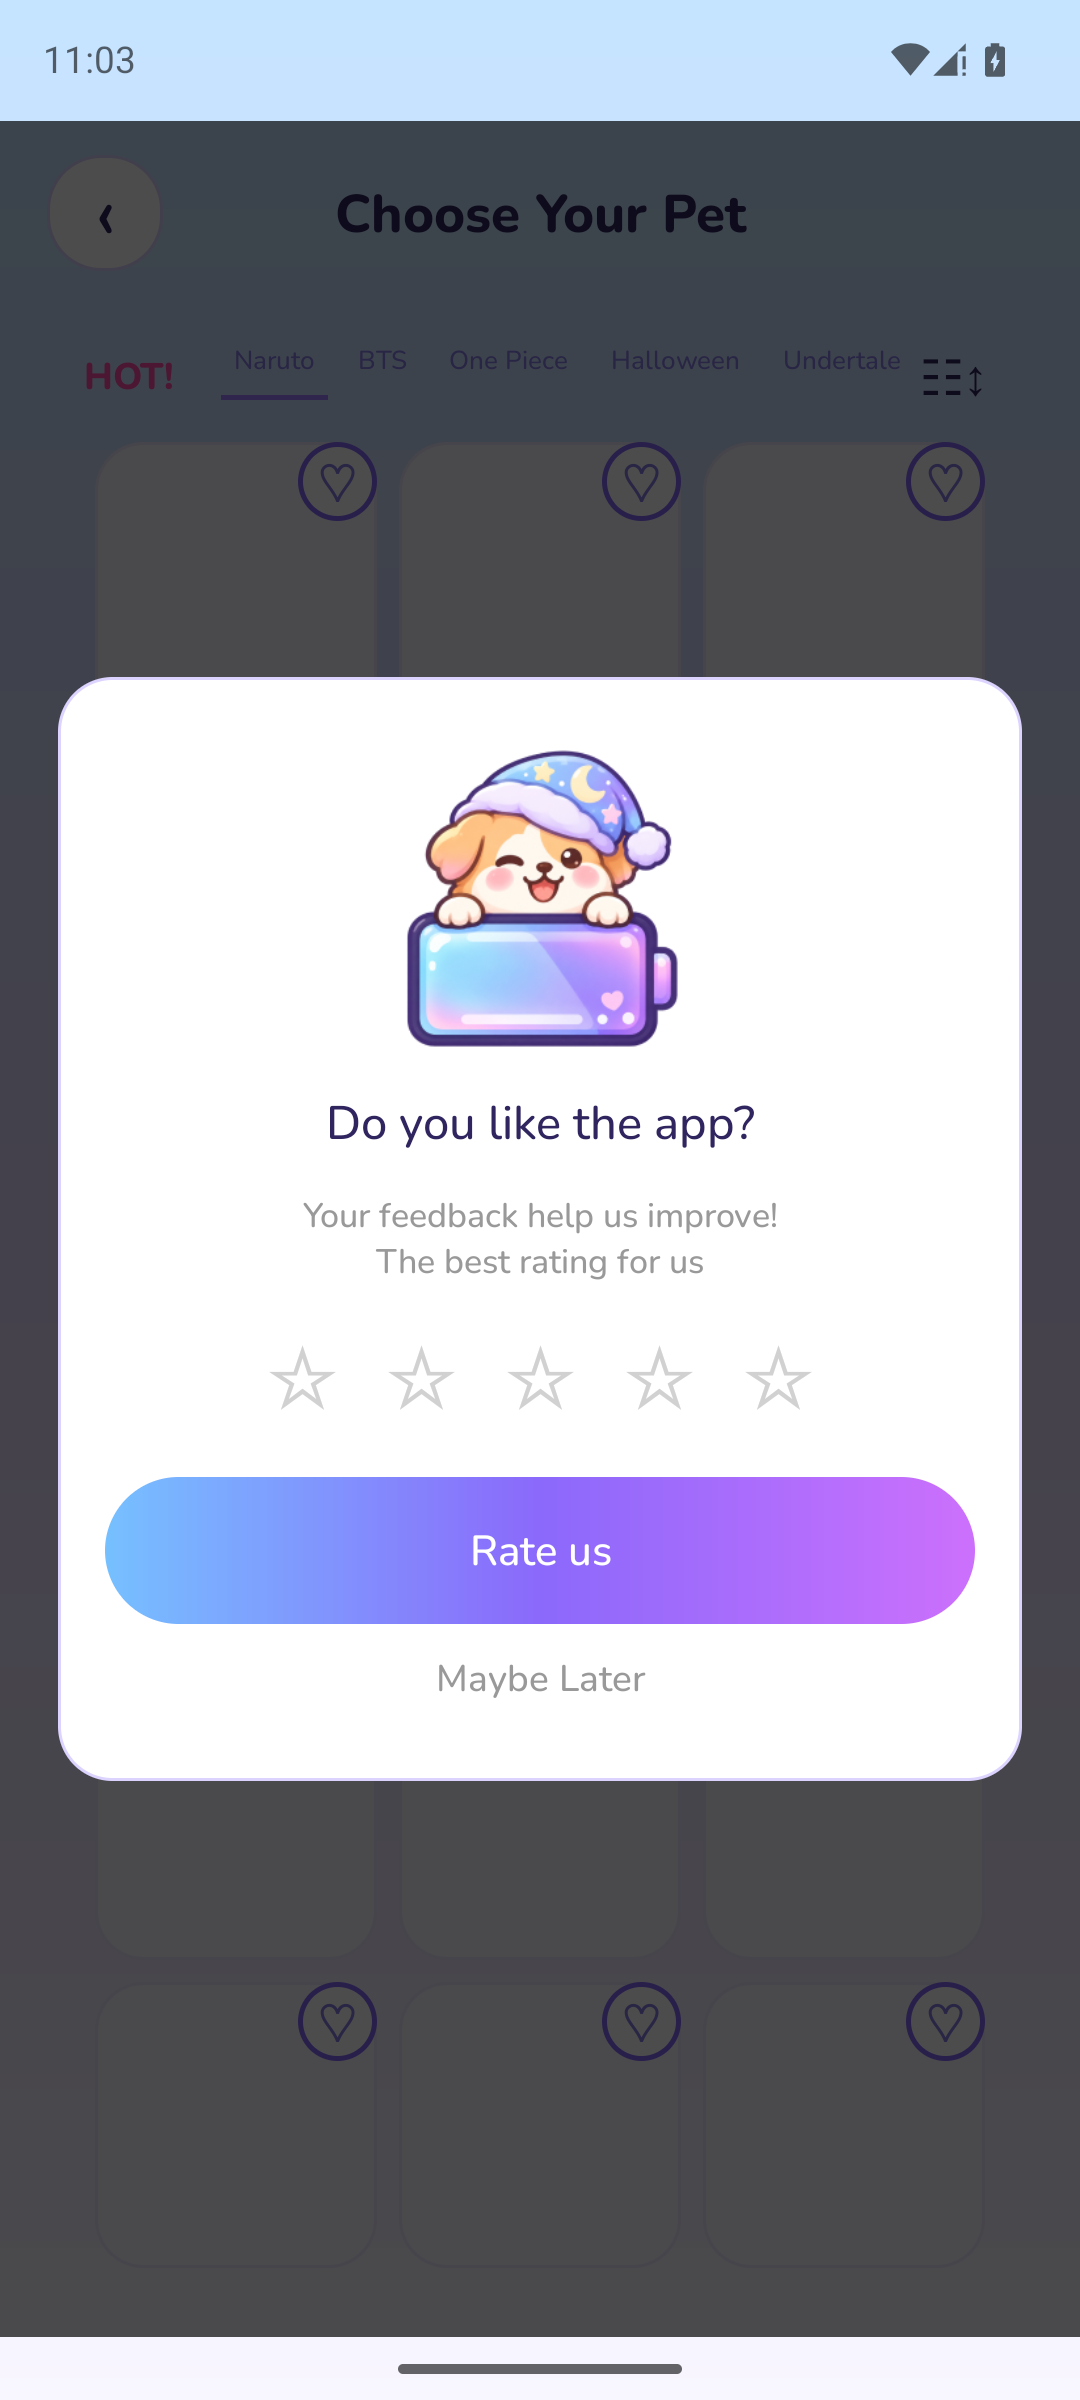 11:03
Choose Your Pet
HOT! Naruto BTS One Piece Halloween Undertale
Do you like the app?
Your feedback help us improve!
The best rating for us
Rate us
Maybe Later